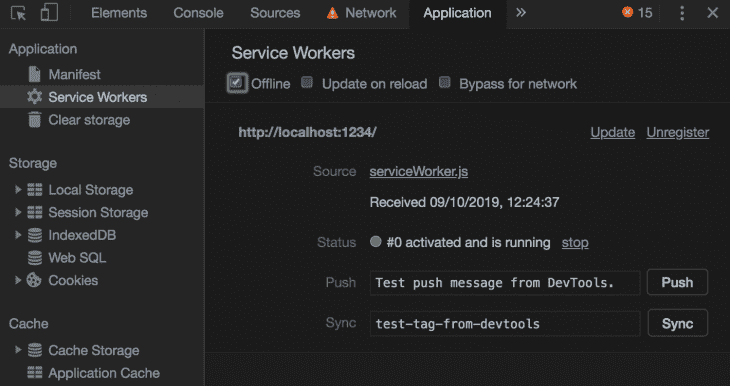 Elements Console Sources Network Application » 15
Application
Manifest
Service Workers
Clear storage
Storage
Local Storage
Session Storage
IndexedDB
Web SQL
Cookies
Cache
Cache Storage
Application Cache
Service Workers
Offline Update on reload Bypass for network
http://localhost:1234/ Update Unregister
Source serviceWorker.js
Received 09/10/2019, 12:24:37
Status #0 activated and is running stop
Push Test push message from DevTools. Push
Sync test-tag-from-devtools Sync